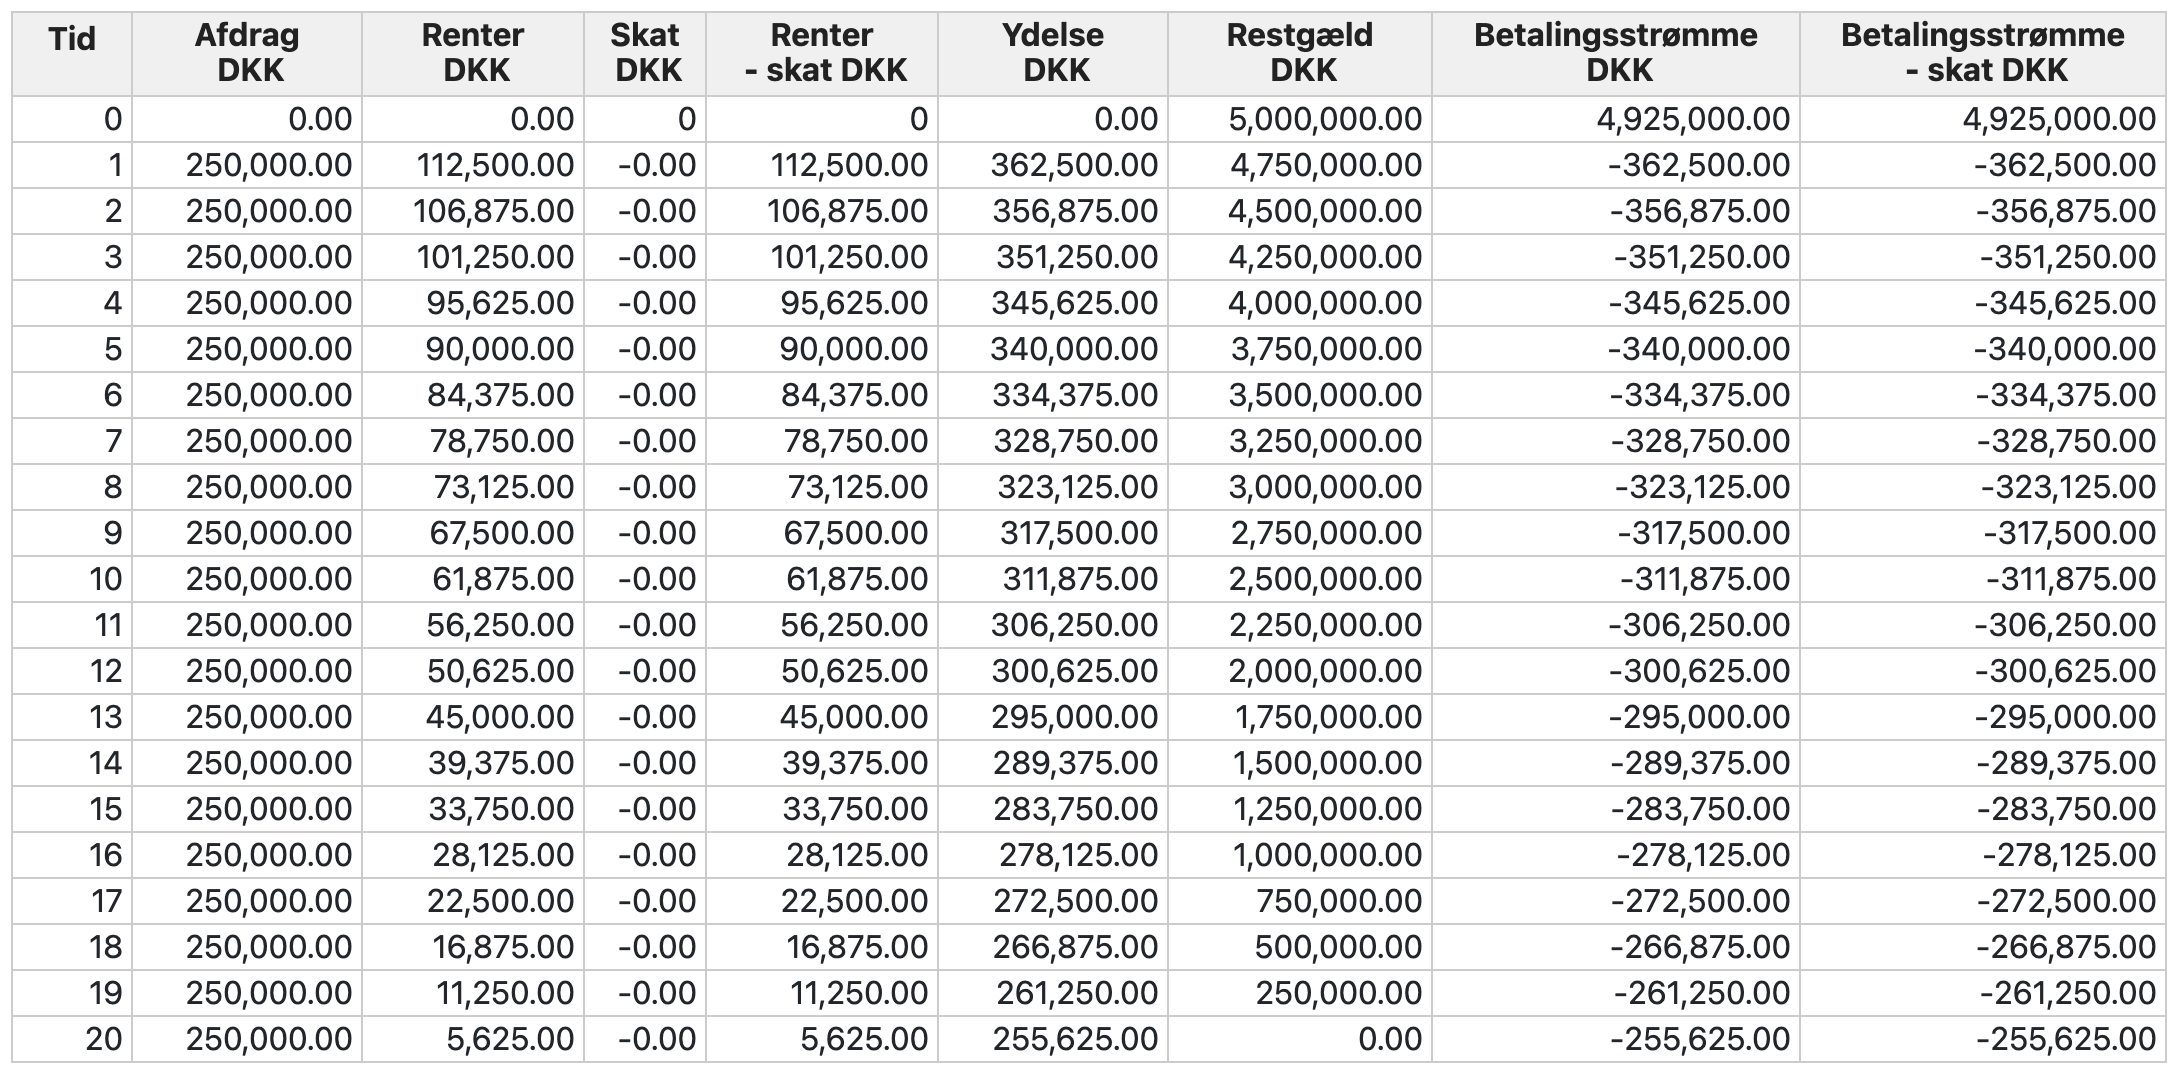 Tid Afdrag DKK Renter DKK Skat DKK Renter - skat DKK Ydelse DKK Restgæld DKK Betalingsstrømme DKK Betalingsstrømme - skat DKK
0 0.00 0.00 0 0 0.00 5,000,000.00 4,925,000.00 4,925,000.00
1 250,000.00 112,500.00 -0.00 112,500.00 362,500.00 4,750,000.00 -362,500.00 -362,500.00
2 250,000.00 106,875.00 -0.00 106,875.00 356,875.00 4,500,000.00 -356,875.00 -356,875.00
3 250,000.00 101,250.00 -0.00 101,250.00 351,250.00 4,250,000.00 -351,250.00 -351,250.00
4 250,000.00 95,625.00 -0.00 95,625.00 345,625.00 4,000,000.00 -345,625.00 -345,625.00
5 250,000.00 90,000.00 -0.00 90,000.00 340,000.00 3,750,000.00 -340,000.00 -340,000.00
6 250,000.00 84,375.00 -0.00 84,375.00 334,375.00 3,500,000.00 -334,375.00 -334,375.00
7 250,000.00 78,750.00 -0.00 78,750.00 328,750.00 3,250,000.00 -328,750.00 -328,750.00
8 250,000.00 73,125.00 -0.00 73,125.00 323,125.00 3,000,000.00 -323,125.00 -323,125.00
9 250,000.00 67,500.00 -0.00 67,500.00 317,500.00 2,750,000.00 -317,500.00 -317,500.00
10 250,000.00 61,875.00 -0.00 61,875.00 311,875.00 2,500,000.00 -311,875.00 -311,875.00
11 250,000.00 56,250.00 -0.00 56,250.00 306,250.00 2,250,000.00 -306,250.00 -306,250.00
12 250,000.00 50,625.00 -0.00 50,625.00 300,625.00 2,000,000.00 -300,625.00 -300,625.00
13 250,000.00 45,000.00 -0.00 45,000.00 295,000.00 1,750,000.00 -295,000.00 -295,000.00
14 250,000.00 39,375.00 -0.00 39,375.00 289,375.00 1,500,000.00 -289,375.00 -289,375.00
15 250,000.00 33,750.00 -0.00 33,750.00 283,750.00 1,250,000.00 -283,750.00 -283,750.00
16 250,000.00 28,125.00 -0.00 28,125.00 278,125.00 1,000,000.00 -278,125.00 -278,125.00
17 250,000.00 22,500.00 -0.00 22,500.00 272,500.00 750,000.00 -272,500.00 -272,500.00
18 250,000.00 16,875.00 -0.00 16,875.00 266,875.00 500,000.00 -266,875.00 -266,875.00
19 250,000.00 11,250.00 -0.00 11,250.00 261,250.00 250,000.00 -261,250.00 -261,250.00
20 250,000.00 5,625.00 -0.00 5,625.00 255,625.00 0.00 -255,625.00 -255,625.00